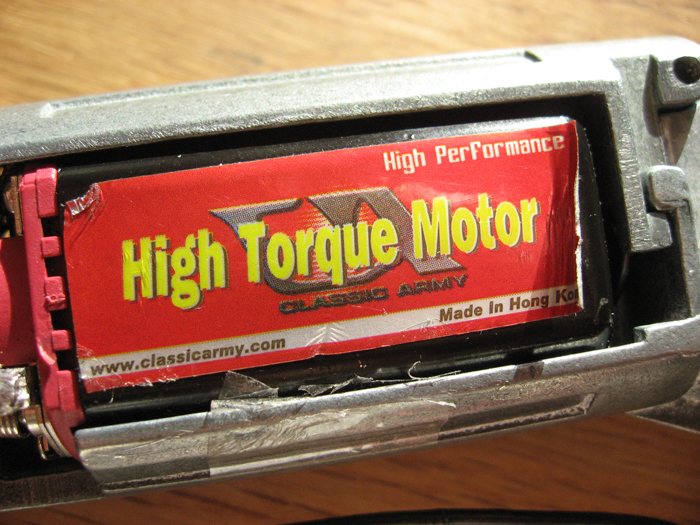 High Performance
High Torque Motor
CLASSIC ARMY
Made In Hong
www.classicarmy.com